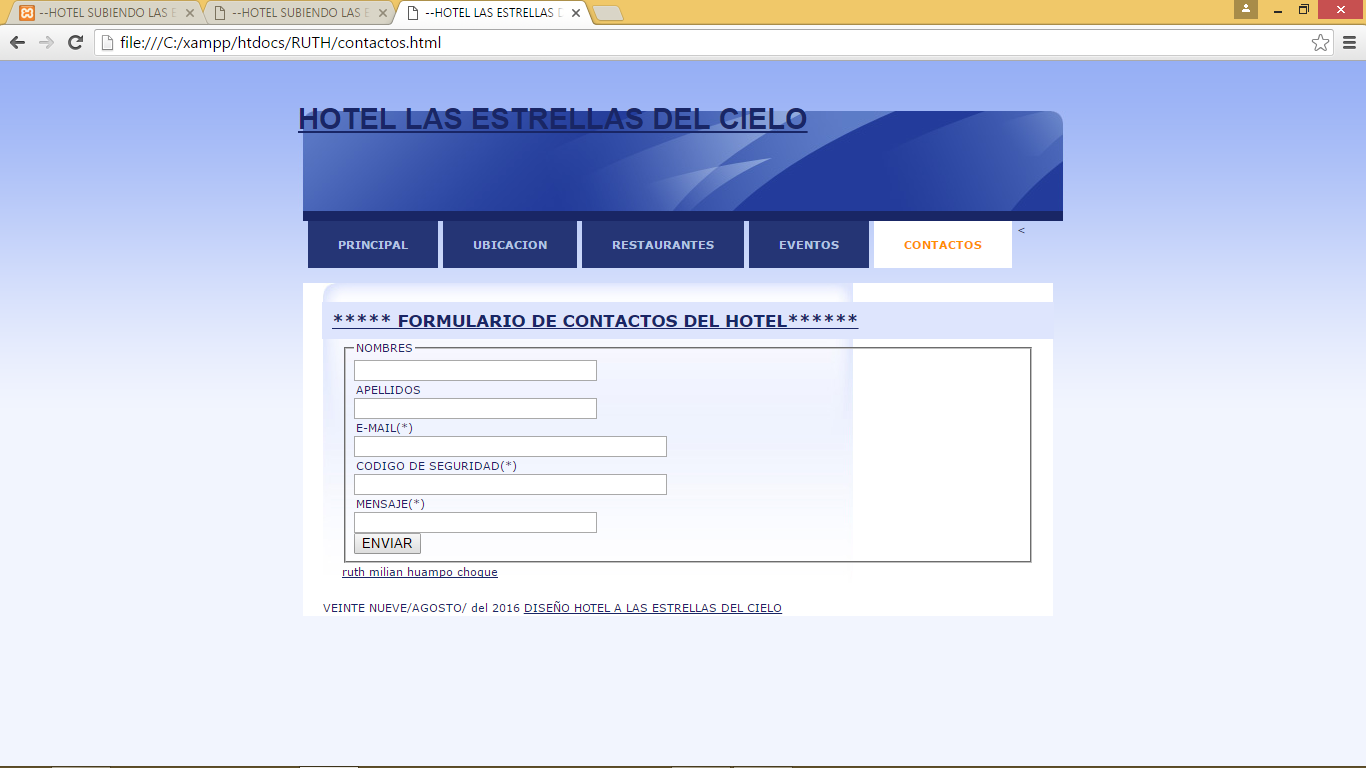 --HOTEL SUBIENDO LAS E
--HOTEL SUBIENDO LAS E
--HOTEL LAS ESTRELLAS D
file:///C:/xampp/htdocs/RUTH/contactos.html
HOTEL LAS ESTRELLAS DEL CIELO
PRINCIPAL
UBICACION
RESTAURANTES
EVENTOS
CONTACTOS
<
***** FORMULARIO DE CONTACTOS DEL HOTEL******
NOMBRES
APELLIDOS
E-MAIL(*)
CODIGO DE SEGURIDAD(*)
MENSAJE(*)
ENVIAR
ruth milian huampo choque
VEINTE NUEVE/AGOSTO/ del 2016 DISEÑO HOTEL A LAS ESTRELLAS DEL CIELO